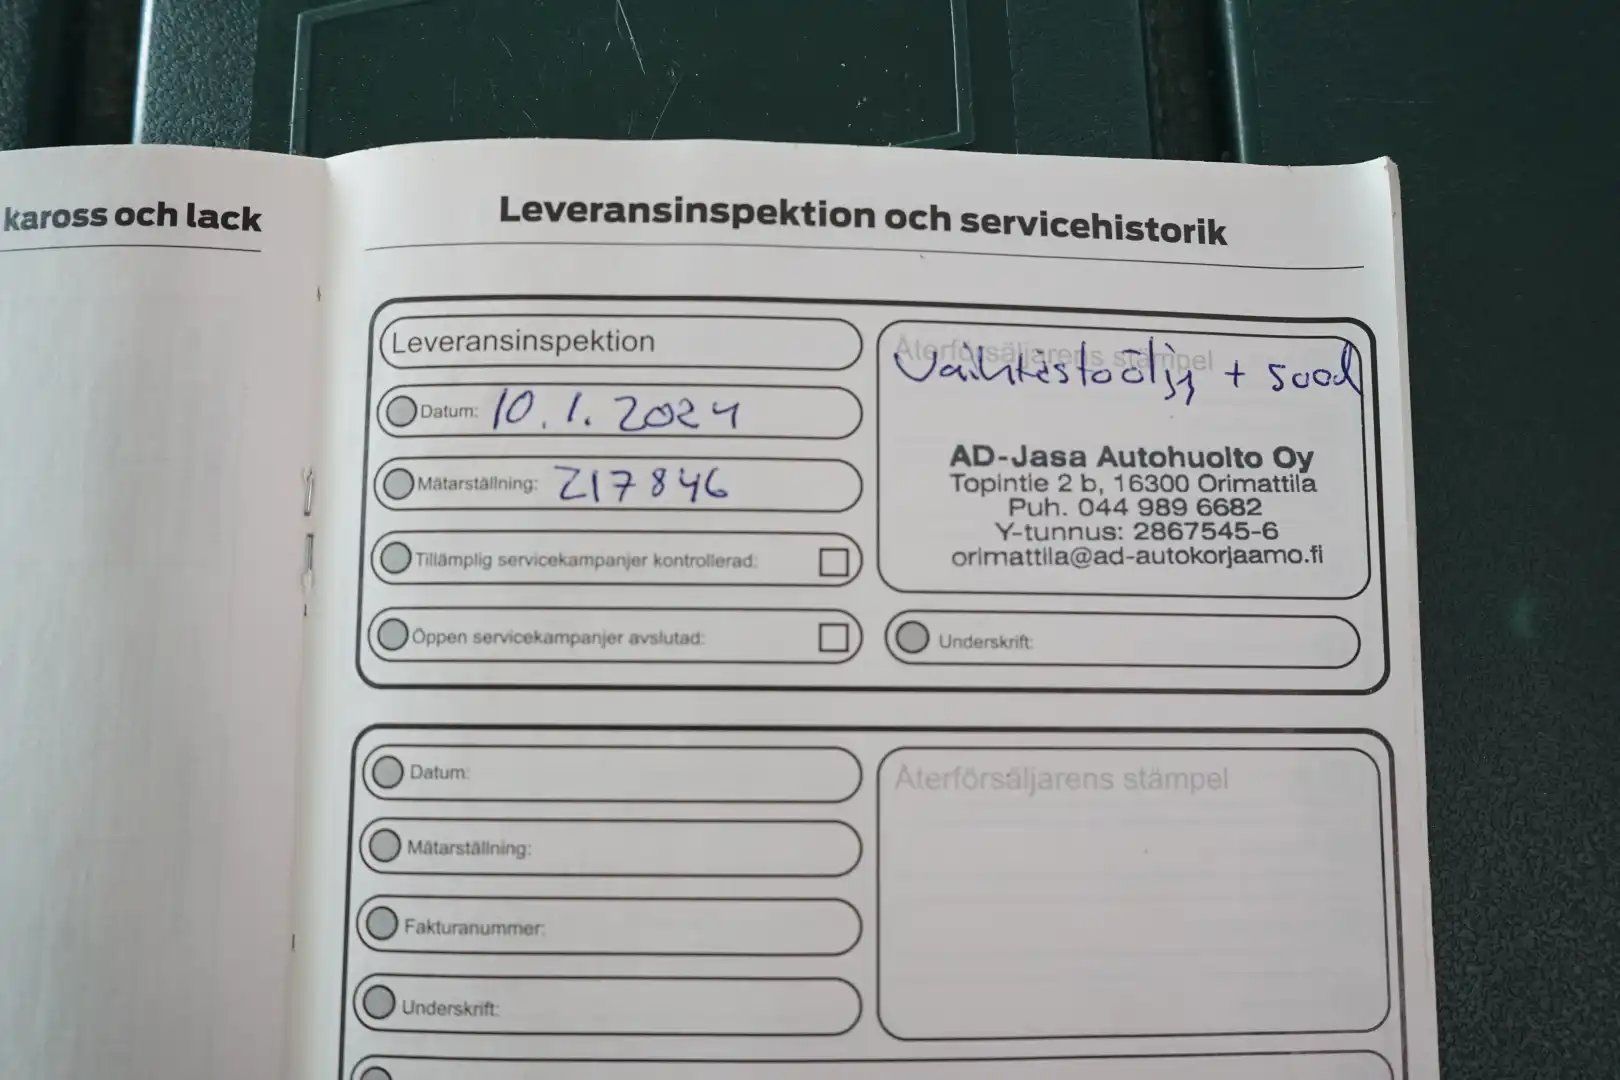 kaross och lack
Leveransinspektion och servicehistorik
Leveransinspektion
Datum: 10.1.2024
Mätarställning: 217846
Tillämplig servicekampanjer kontrollerad:
Öppen servicekampanjer avslutad:
Återförsäljarens stämpel
Vaihteistoöljy + suod
AD-Jasa Autohuolto Oy
Topintie 2 b, 16300 Orimattila
Puh. 044 989 6682
Y-tunnus: 2867545-6
orimattila@ad-autokorjaamo.fi
Underskrift:
Datum:
Mätarställning:
Fakturanummer:
Underskrift:
Återförsäljarens stämpel